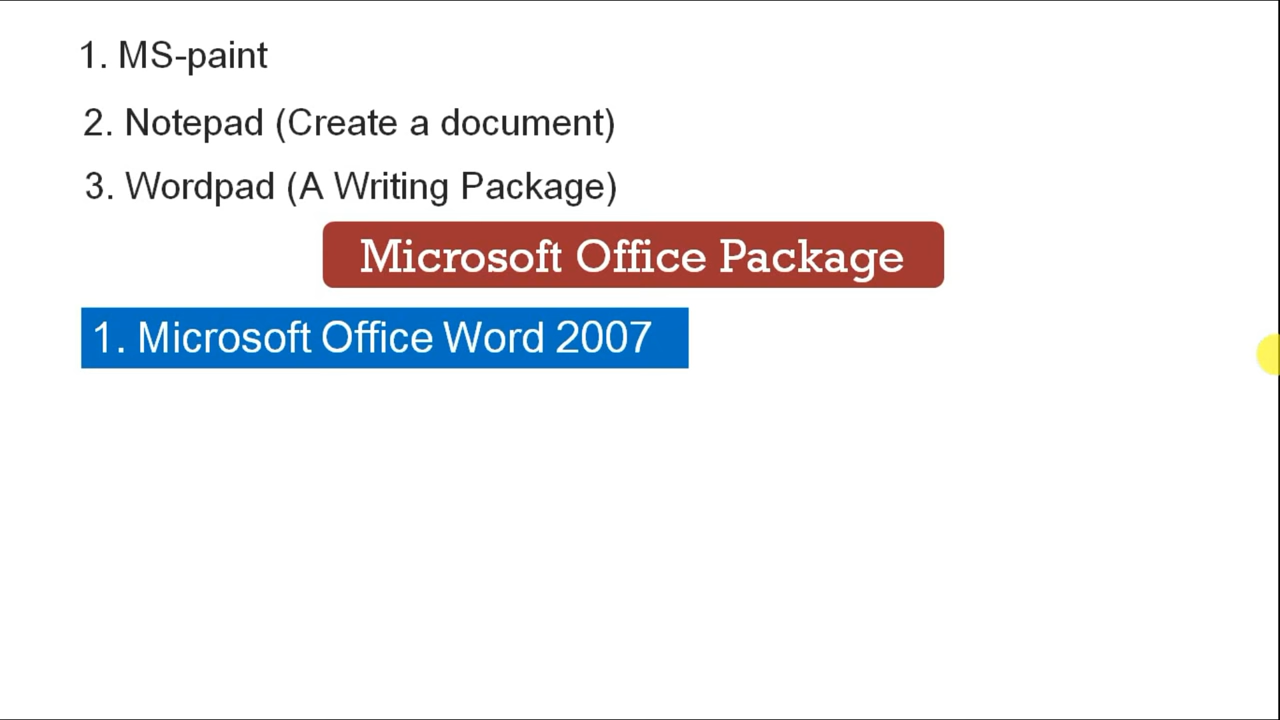 1. MS-paint
2. Notepad (Create a document)
3. Wordpad (A Writing Package)
Microsoft Office Package
1. Microsoft Office Word 2007